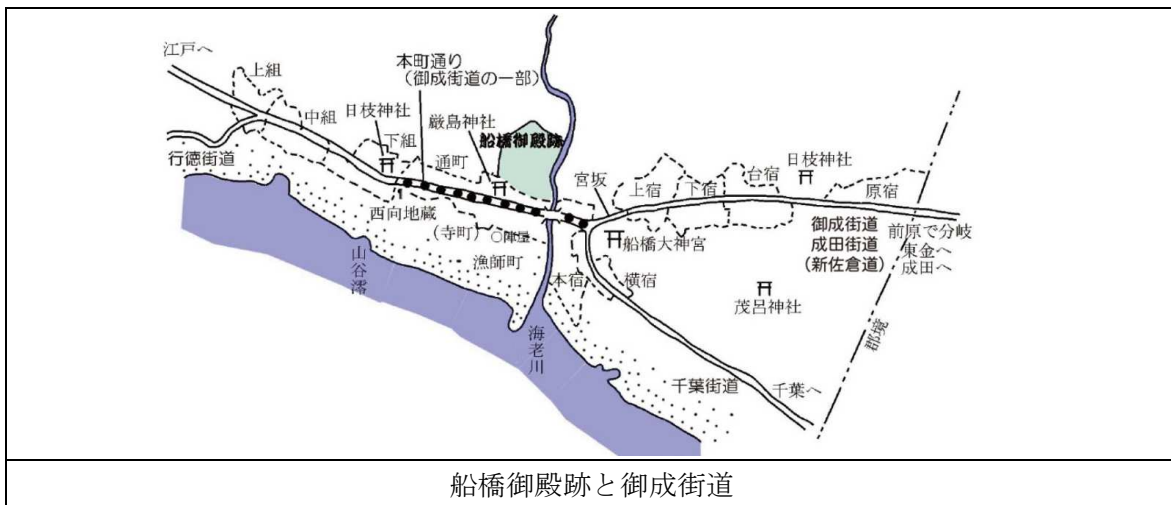 江戸へ
上組
中組
日枝神社
本町通り
(御成街道の一部)
厳島神社
船橋御殿跡
下組
通町
行徳街道
西向地蔵
(寺町)
○陣屋
漁師町
山谷澪
海老川
宮坂
上宿
下宿
台宿
日枝神社
原宿
船橋大神宮
本宿
横宿
御成街道
成田街道
(新佐倉道)
前原で分岐
東金へ
成田へ
茂呂神社
郡境
千葉街道
千葉へ
船橋御殿跡と御成街道